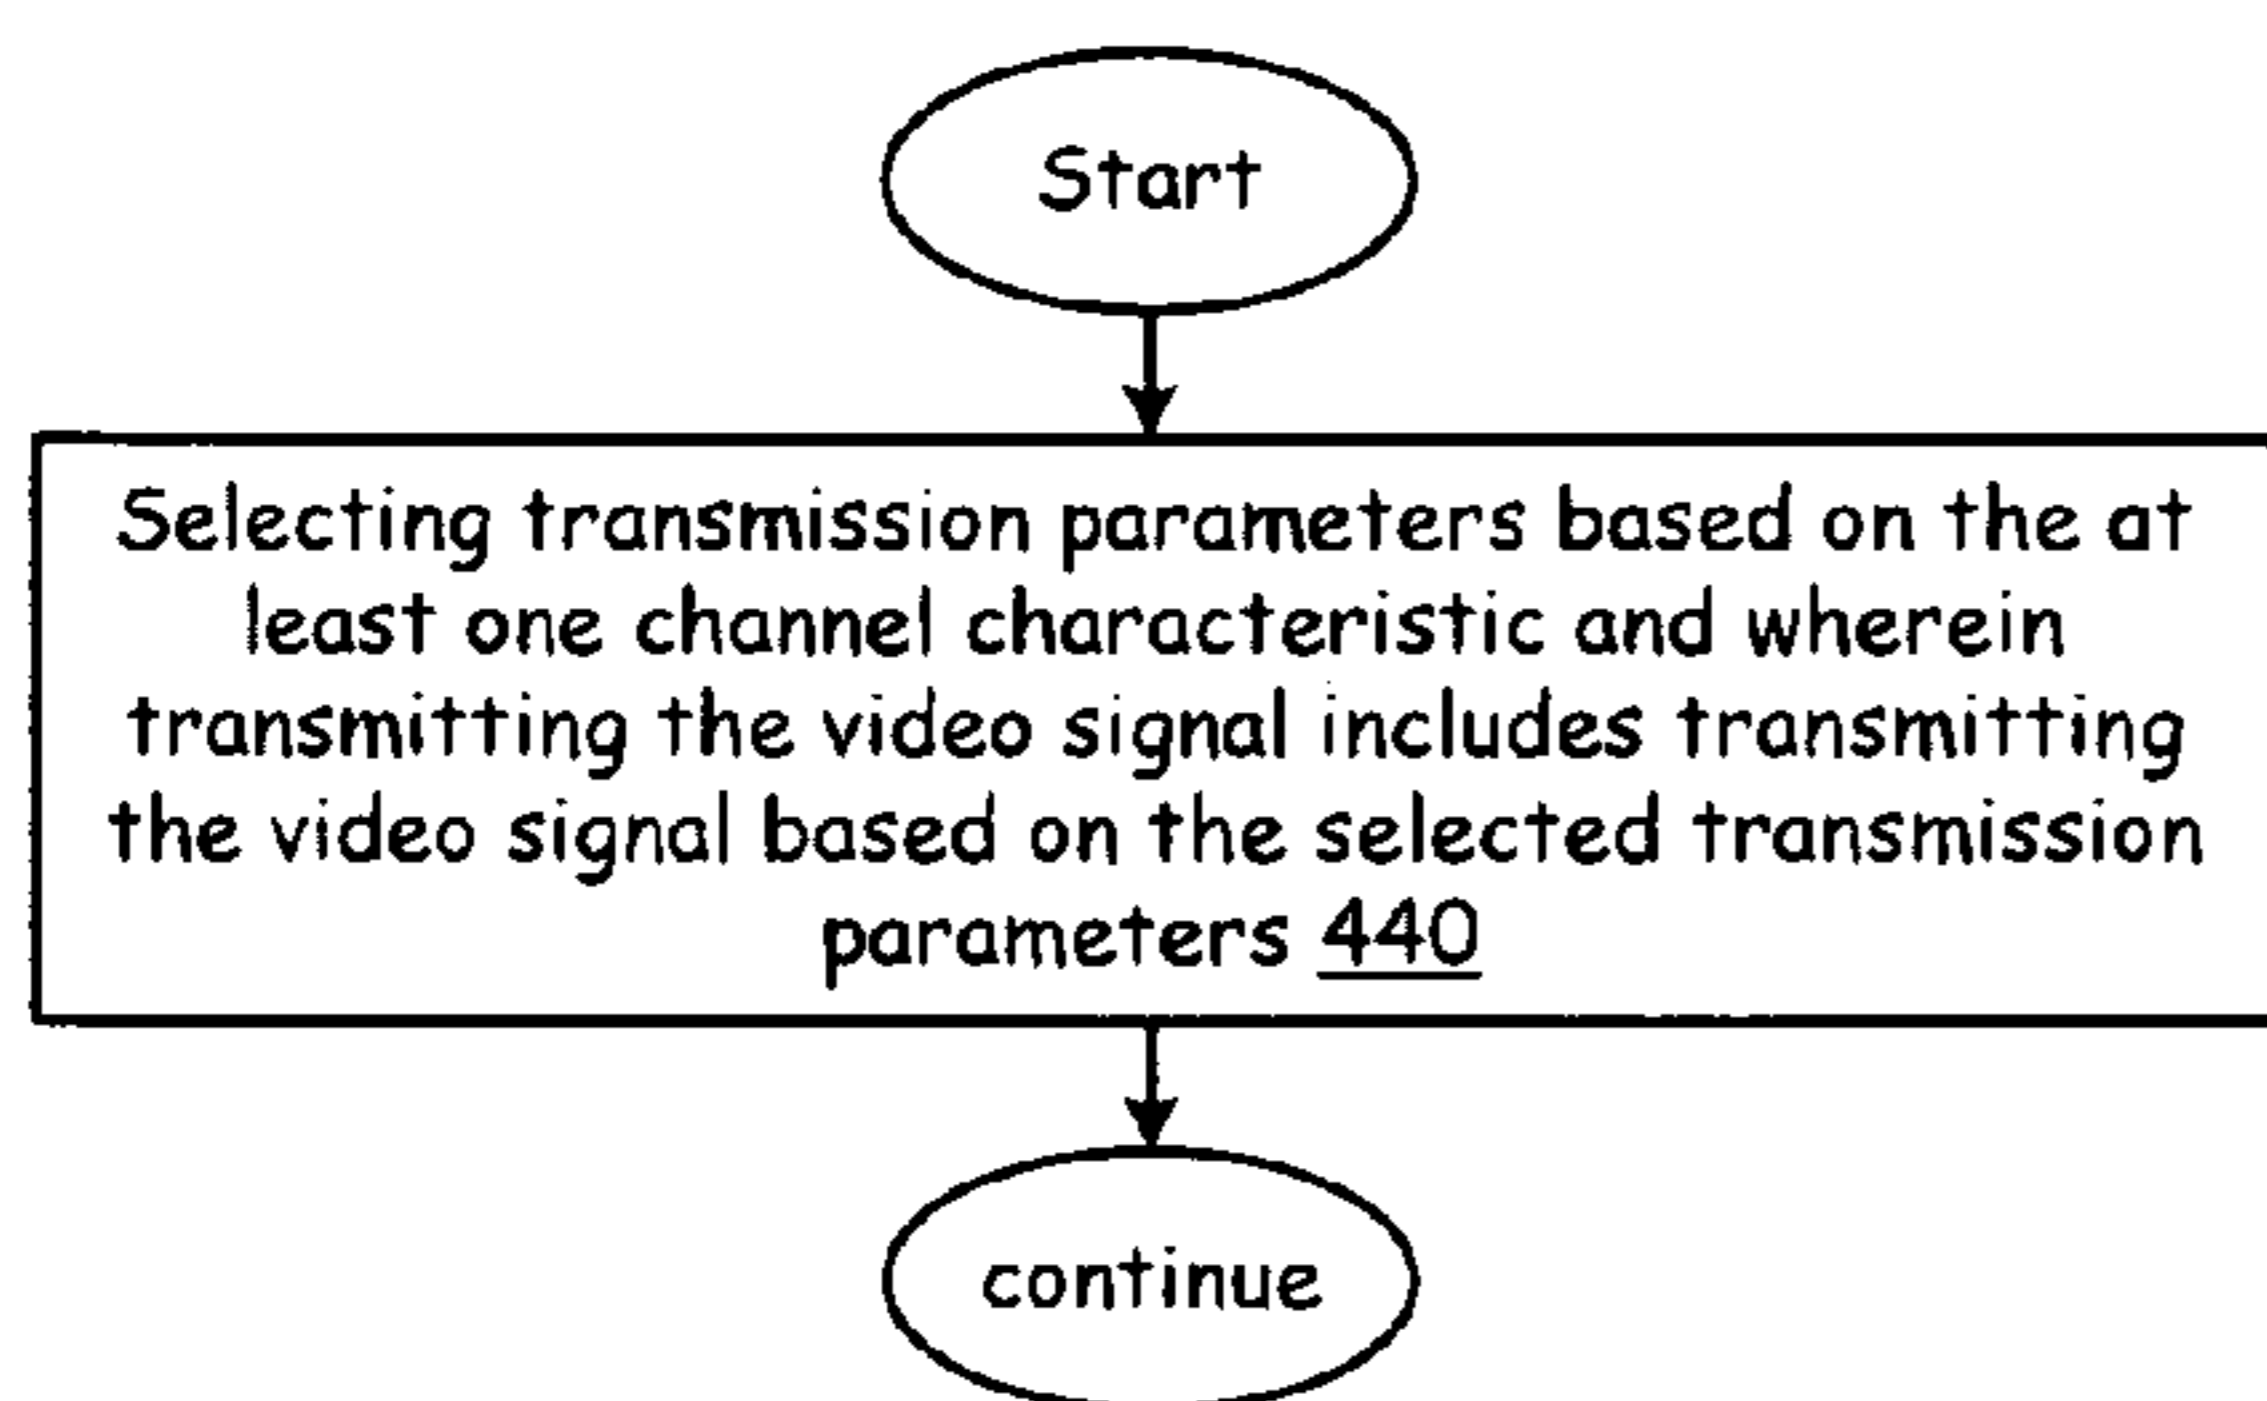 Start
Selecting transmission parameters based on the at
least one channel characteristic and wherein
transmitting the video signal includes transmitting
the video signal based on the selected transmission
parameters 440
continue